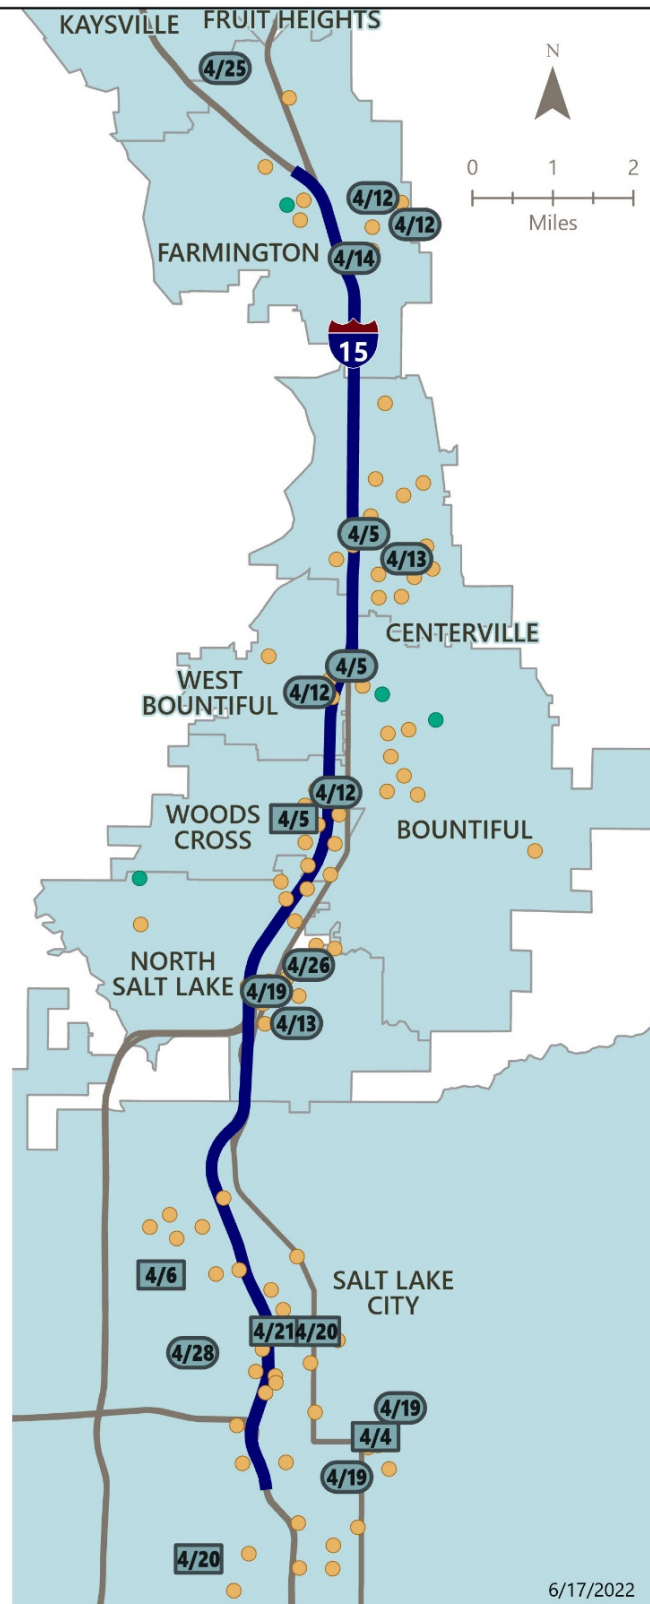 KAYSVILLE
FRUIT HEIGHTS
4/25
N
0 1 2
Miles
4/12
4/12
FARMINGTON
4/14
15
4/5
4/13
CENTERVILLE
4/5
WEST
BOUNTIFUL
4/12
4/12
WOODS
CROSS
4/5
BOUNTIFUL
NORTH
SALT LAKE
4/26
4/19
4/13
4/6
SALT LAKE
CITY
4/21
4/20
4/28
4/19
4/4
4/19
4/20
6/17/2022